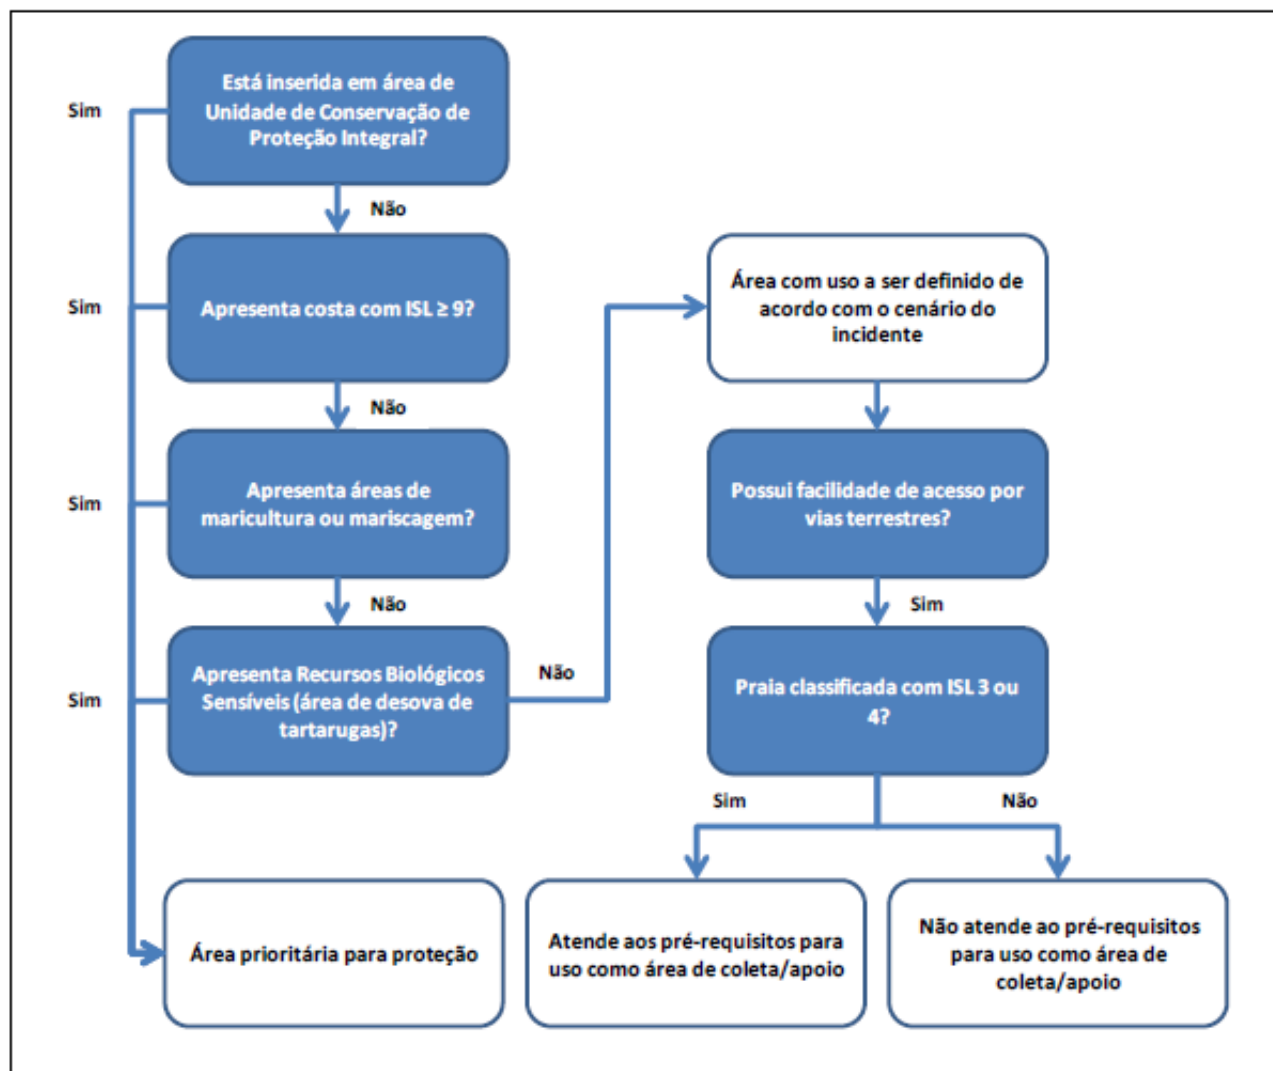 Está inserida em área de
Unidade de Conservação de
Proteção Integral?
Sim
Não
Apresenta costa com ISL ≥ 9?
Sim
Não
Apresenta áreas de
maricultura ou mariscagem?
Sim
Não
Apresenta Recursos Biológicos
Sensíveis (área de desova de
tartarugas)?
Sim
Não
Área prioritária para proteção
Área com uso a ser definido de
acordo com o cenário do
incidente
Possui facilidade de acesso por
vias terrestres?
Sim
Praia classificada com ISL 3 ou
4?
Sim
Não
Atende aos pré-requisitos para
uso como área de coleta/apoio
Não atende ao pré-requisitos
para uso como área de
coleta/apoio